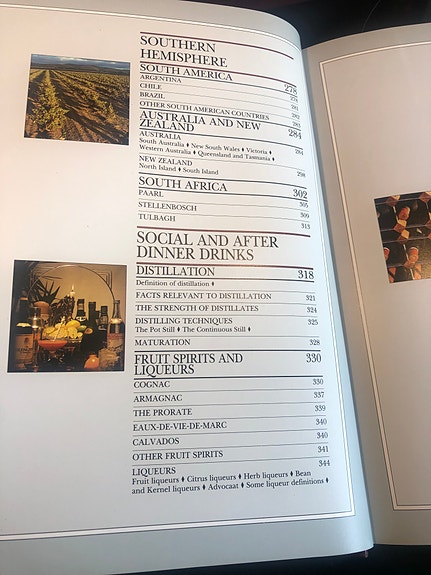 SOUTHERN
HEMISPHERE
SOUTH AMERICA 278
ARGENTINA 278
CHILE 281
BRAZIL 282
OTHER SOUTH AMERICAN COUNTRIES 283
AUSTRALIA AND NEW
ZEALAND 284
AUSTRALIA 284
South Australia ♦ New South Wales ♦ Victoria ♦
Western Australia ♦ Queensland and Tasmania ♦
NEW ZEALAND 298
North Island ♦ South Island
SOUTH AFRICA 302
PAARL 305
STELLENBOSCH 309
TULBAGH 313
SOCIAL AND AFTER
DINNER DRINKS
DISTILLATION 318
Definition of distillation ♦
FACTS RELEVANT TO DISTILLATION 321
THE STRENGTH OF DISTILLATES 324
DISTILLING TECHNIQUES 325
The Pot Still ♦ The Continuous Still ♦
MATURATION 328
FRUIT SPIRITS AND 330
LIQUEURS
COGNAC 330
ARMAGNAC 337
THE PRORATE 339
EAUX-DE-VIE-DE-MARC 340
CALVADOS 340
OTHER FRUIT SPIRITS 341
LIQUEURS 344
Fruit liqueurs ♦ Citrus liqueurs ♦ Herb liqueurs ♦ Bean
and Kernel liqueurs ♦ Advocaat ♦ Some liqueur definitions ♦